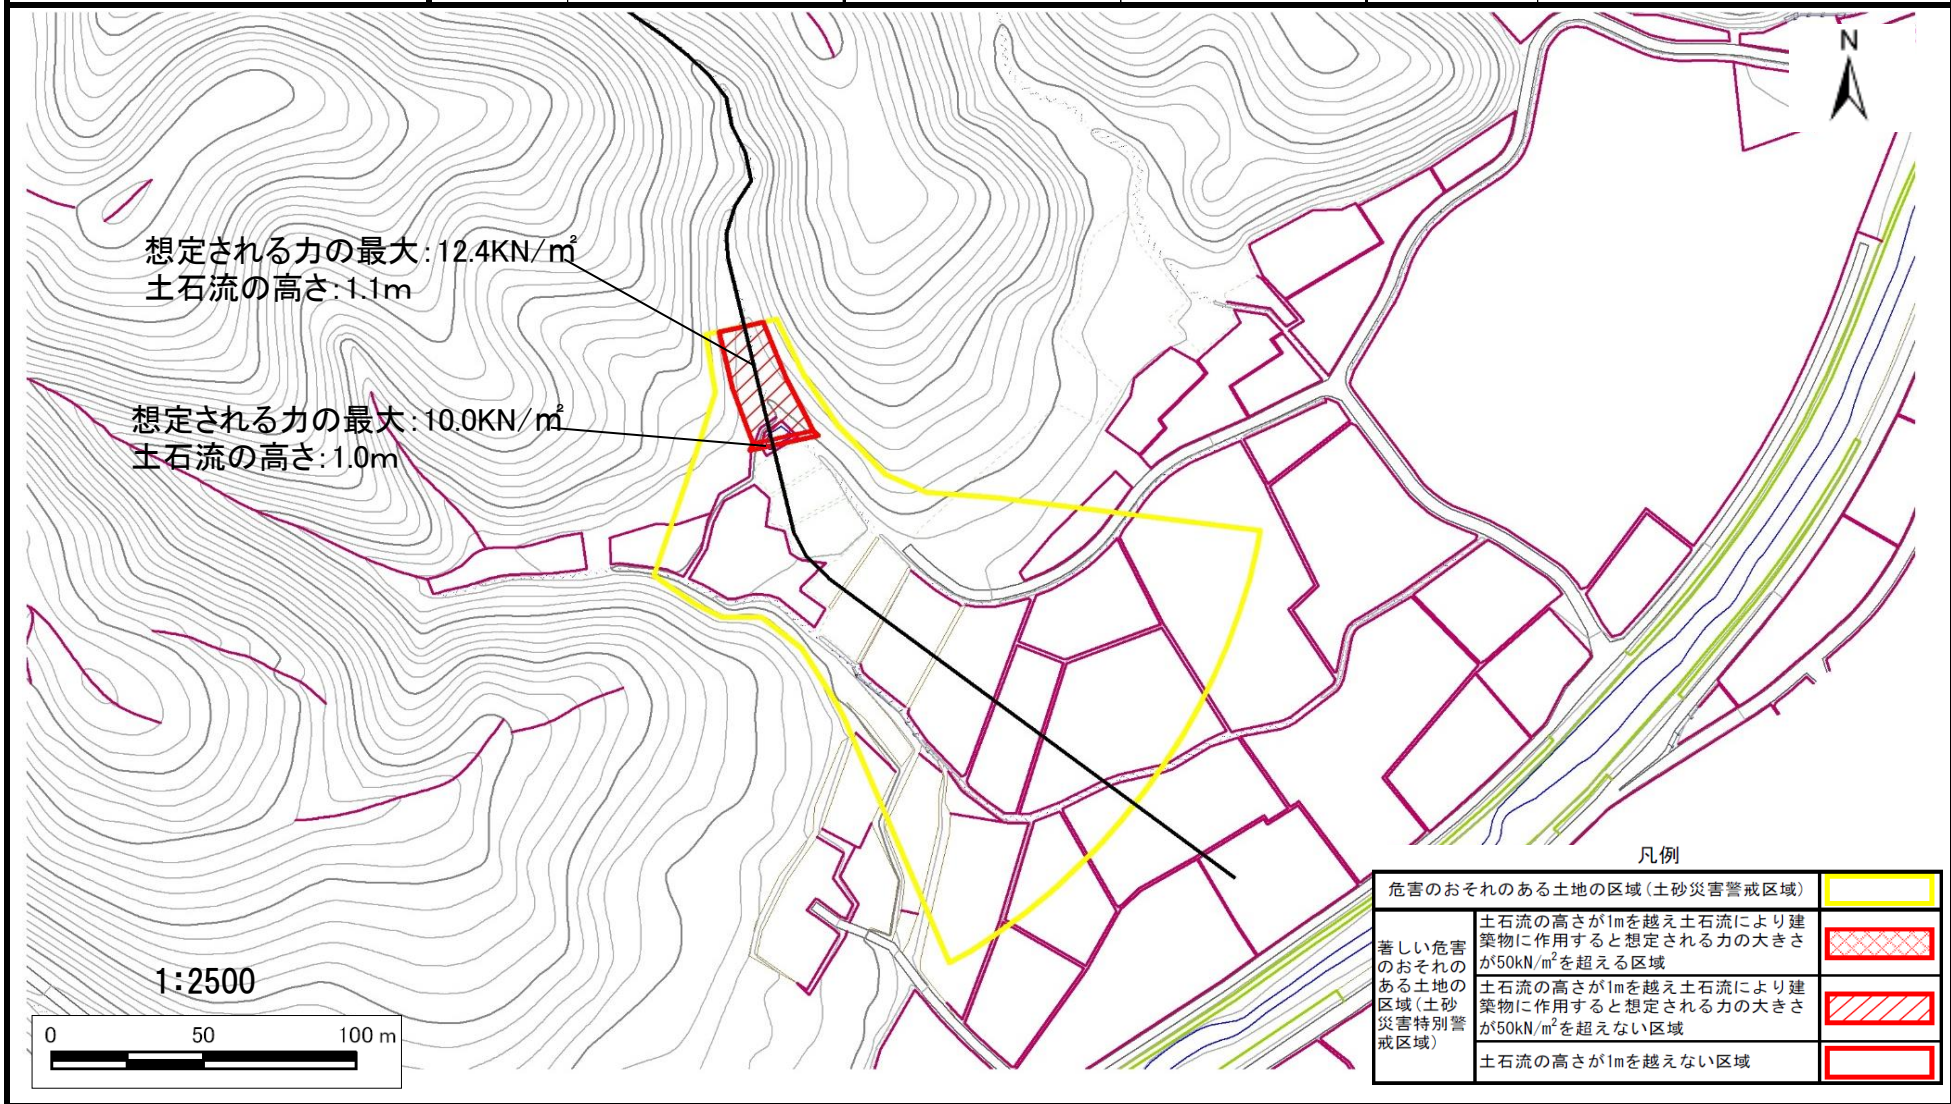 N
想定される力の最大：12.4KN/㎡
土石流の高さ：1.1m
想定される力の最大：10.0KN/㎡
土石流の高さ：1.0m
1:2500
0 50 100 m
凡例
危害のおそれのある土地の区域（土砂災害警戒区域）
著しい危害
のおそれの
ある土地の
区域（土砂
災害特別警
戒区域）
土石流の高さが1mを越え土石流により建
築物に作用すると想定される力の大きさ
が50kN/㎡を超える区域
土石流の高さが1mを越え土石流により建
築物に作用すると想定される力の大きさ
が50kN/㎡を超えない区域
土石流の高さが1mを越えない区域